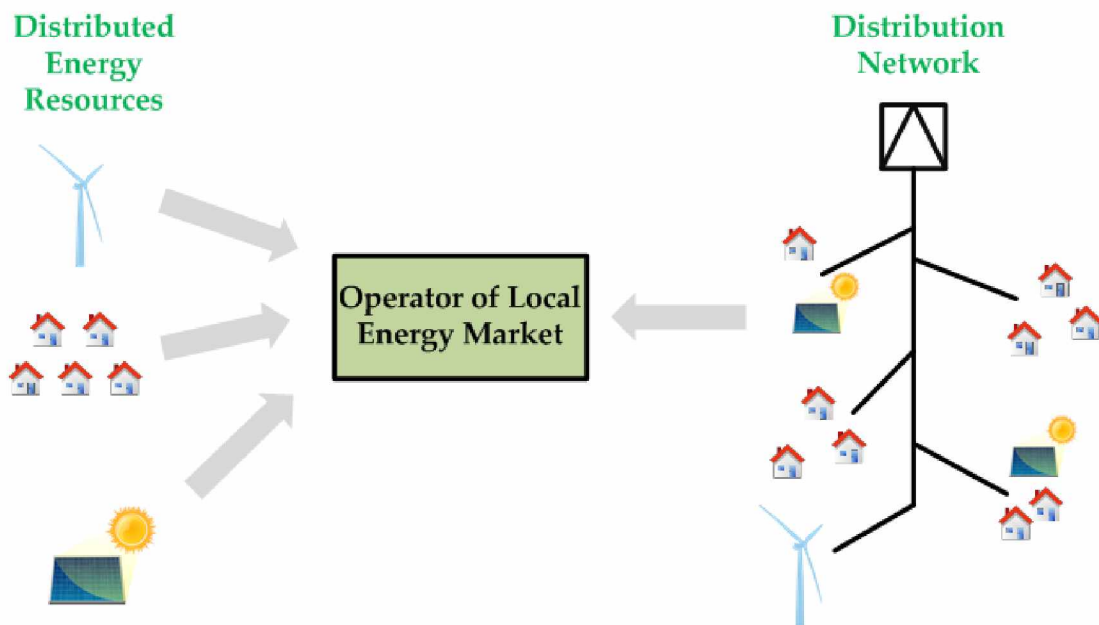 Distributed
Energy
Resources
Distribution
Network
Operator of Local
Energy Market